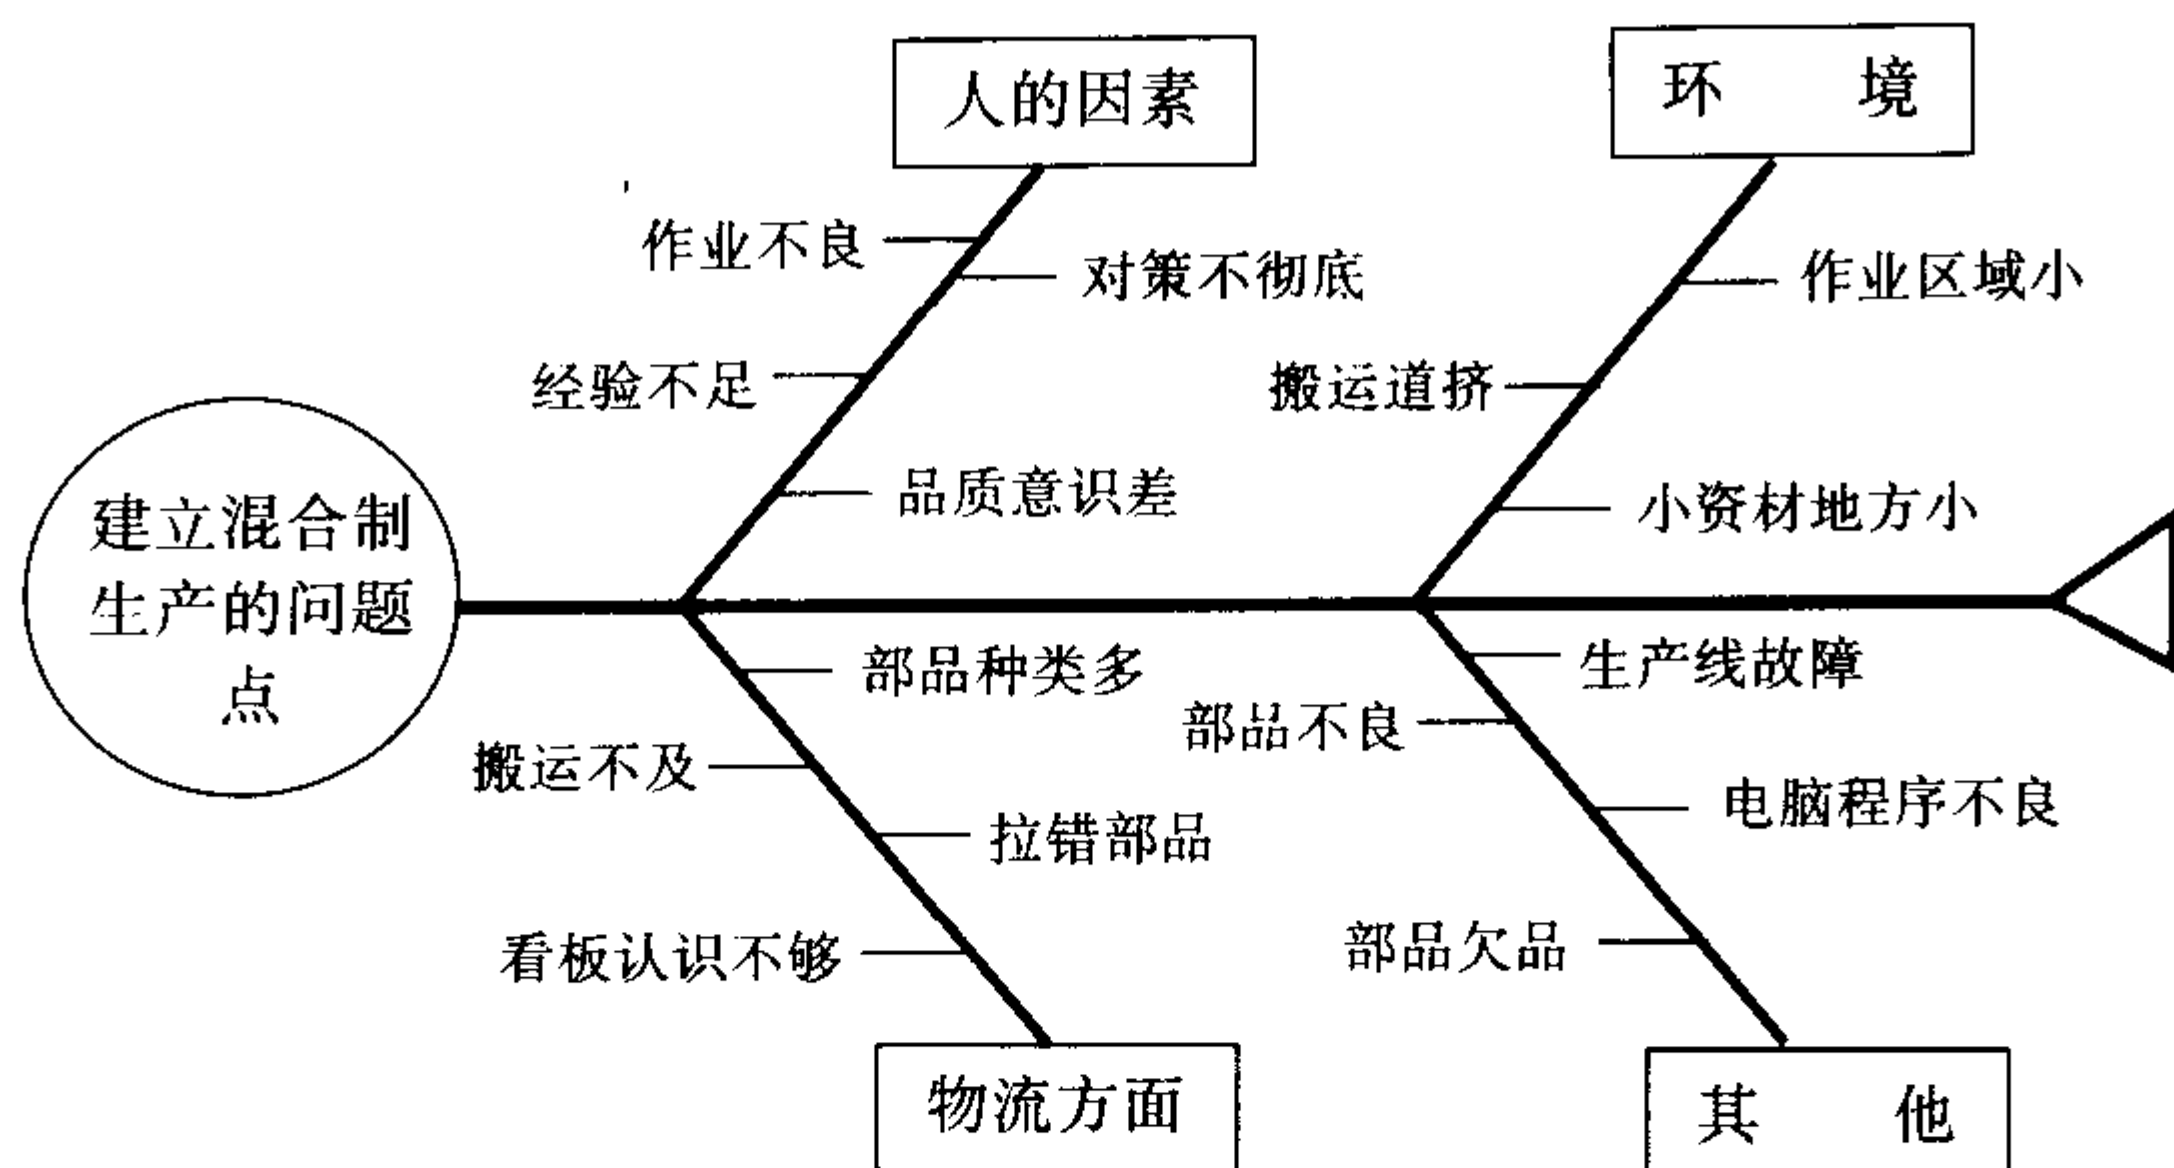 人的因素
环 境
作业不良
对策不彻底
作业区域小
经验不足
搬运道挤
品质意识差
小资材地方小
建立混合制
生产的问题
点
部品种类多
生产线故障
部品不良
搬运不及
电脑程序不良
拉错部品
看板认识不够
部品欠品
物流方面
其 他